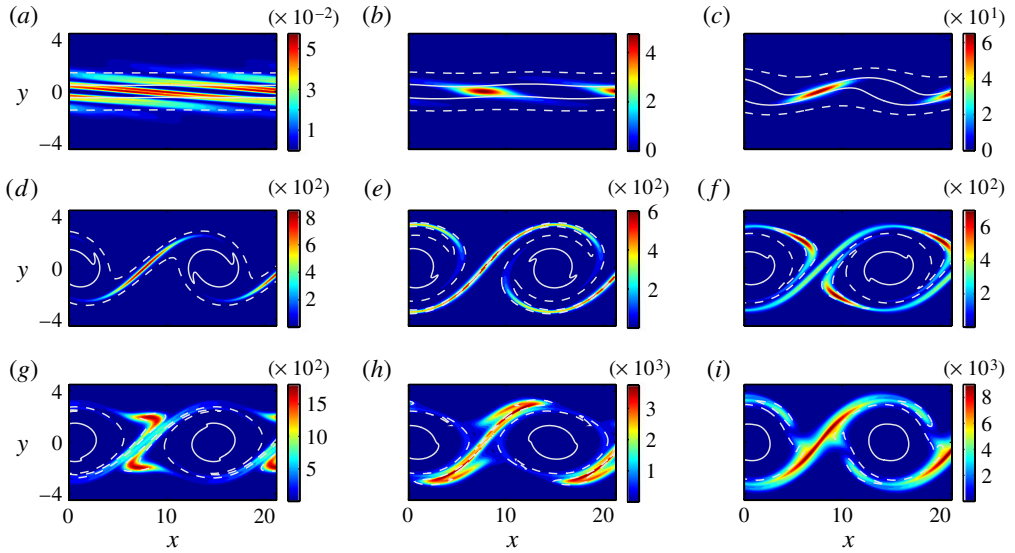 (a) (× 10⁻²) (b) (c) (× 10¹)
4 5 4 6
y 0 4 3 2 4
2 2
−4 1 0 0
(d) (× 10²) (e) (× 10²) (f) (× 10²)
4 8 6 6
y 0 6 4 4 4
2 2 2
−4
(g) (× 10²) (h) (× 10³) (i) (× 10³)
4 15 3 8
y 0 10 2 6 4
−4 5 1 2
0 10 20 0 10 20 0 10 20
x x x